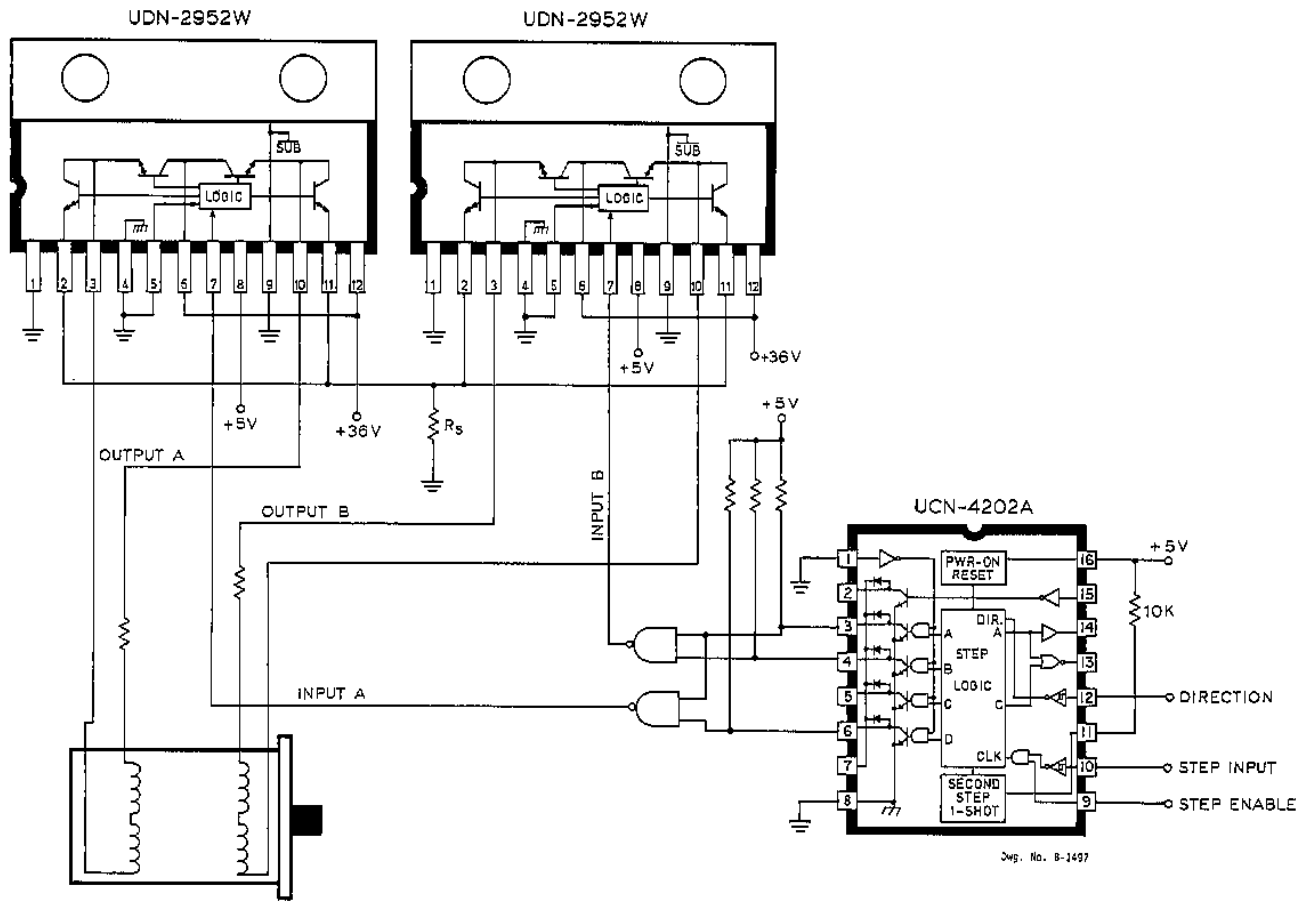 UDN-2952W
UDN-2952W
SUB
SUB
LOGIC
LOGIC
1 2 3 4 5 6 7 8 9 10 11 12
1 2 3 4 5 6 7 8 9 10 11 12
+5V
+36V
+5V
+36V
Rs
+5V
OUTPUT A
OUTPUT B
INPUT B
INPUT A
UCN-4202A
+5V
10K
1
2
3
4
5
6
7
8
16
15
14
13
12
11
10
9
PWR-ON
RESET
DIR.
A
A
STEP
B
LOGIC
C
C
D
CLK
SECOND
STEP
1-SHOT
DIRECTION
STEP INPUT
STEP ENABLE
Dwg. No. B-1497